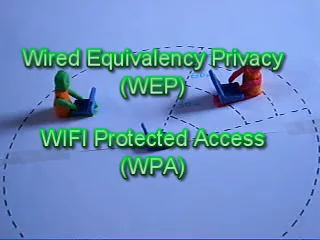 Wired Equivalency Privacy
(WEP)
WIFI Protected Access
(WPA)